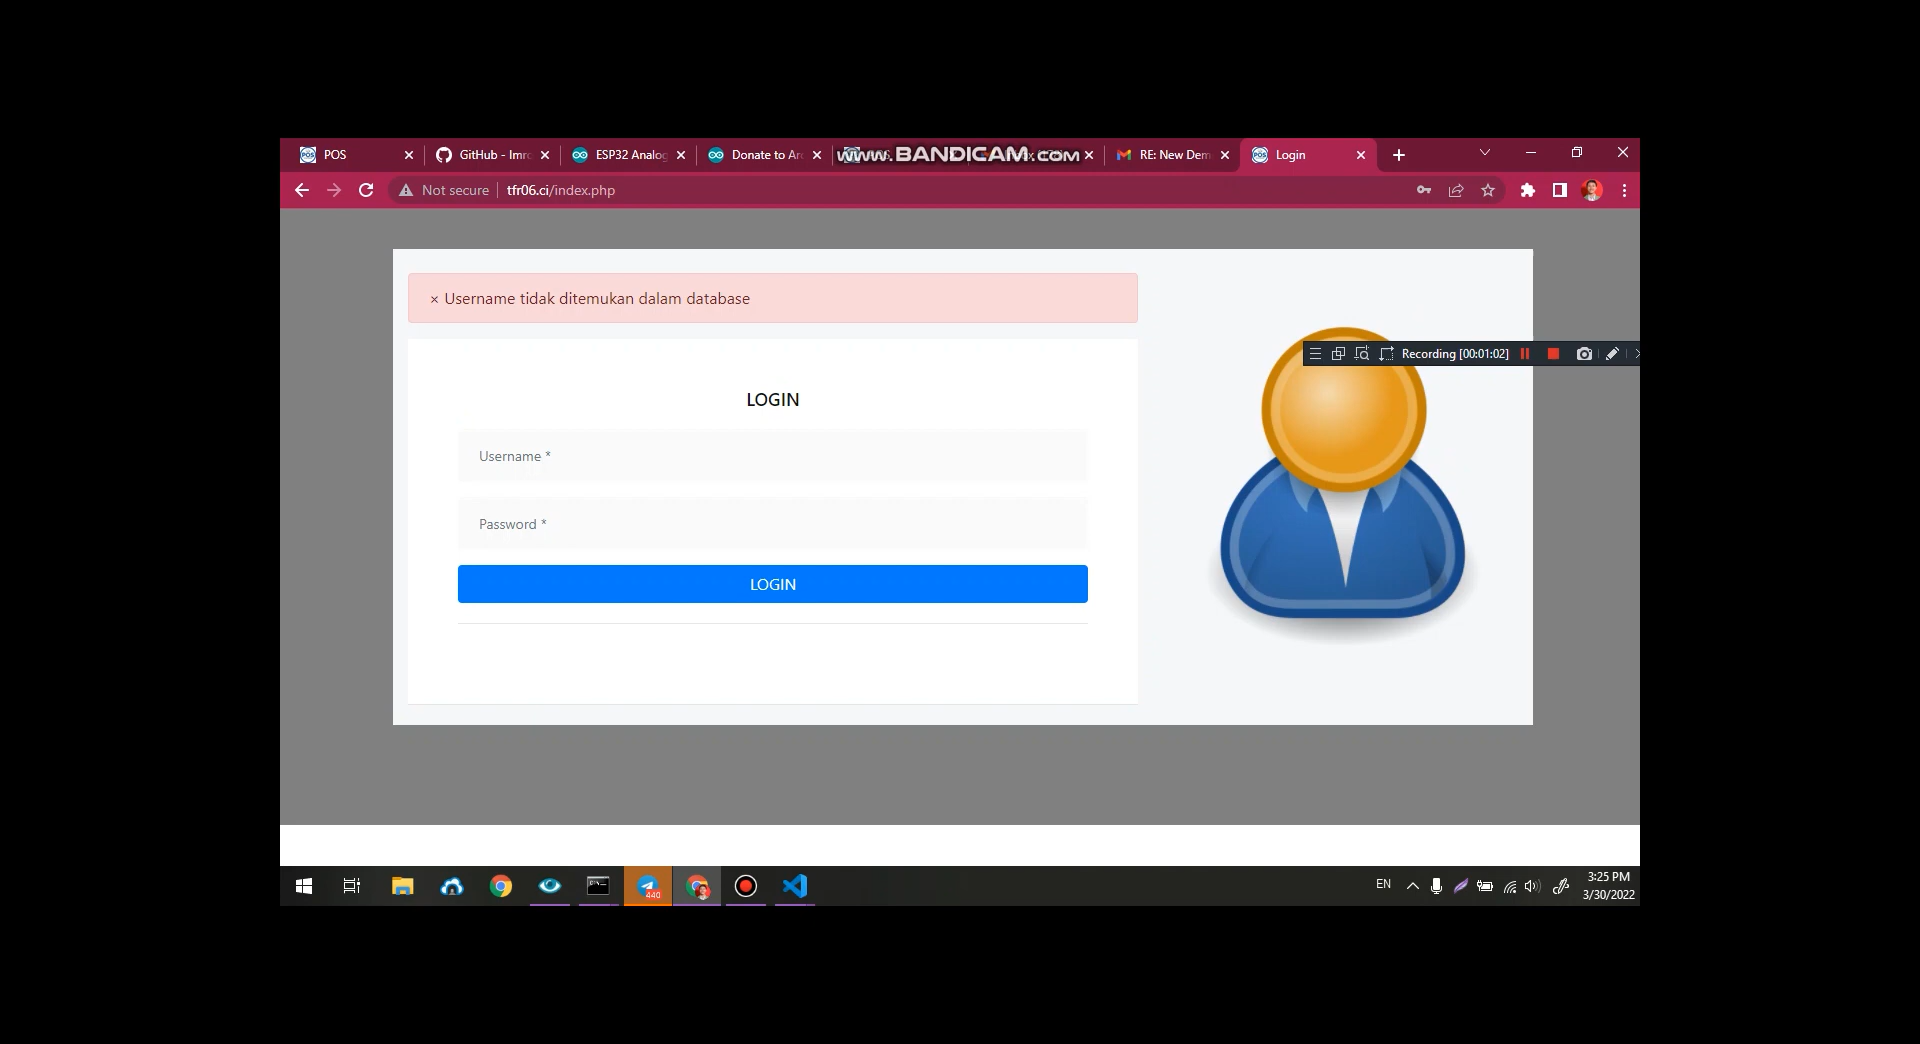 POS
GitHub - Imro
ESP32 Analog
Donate to Ar
www.BANDICAM.com
RE: New Dem
Login
Not secure
tfr06.ci/index.php
× Username tidak ditemukan dalam database
Recording [00:01:02]
LOGIN
Username *
Password *
LOGIN
440
EN
3:25 PM
3/30/2022